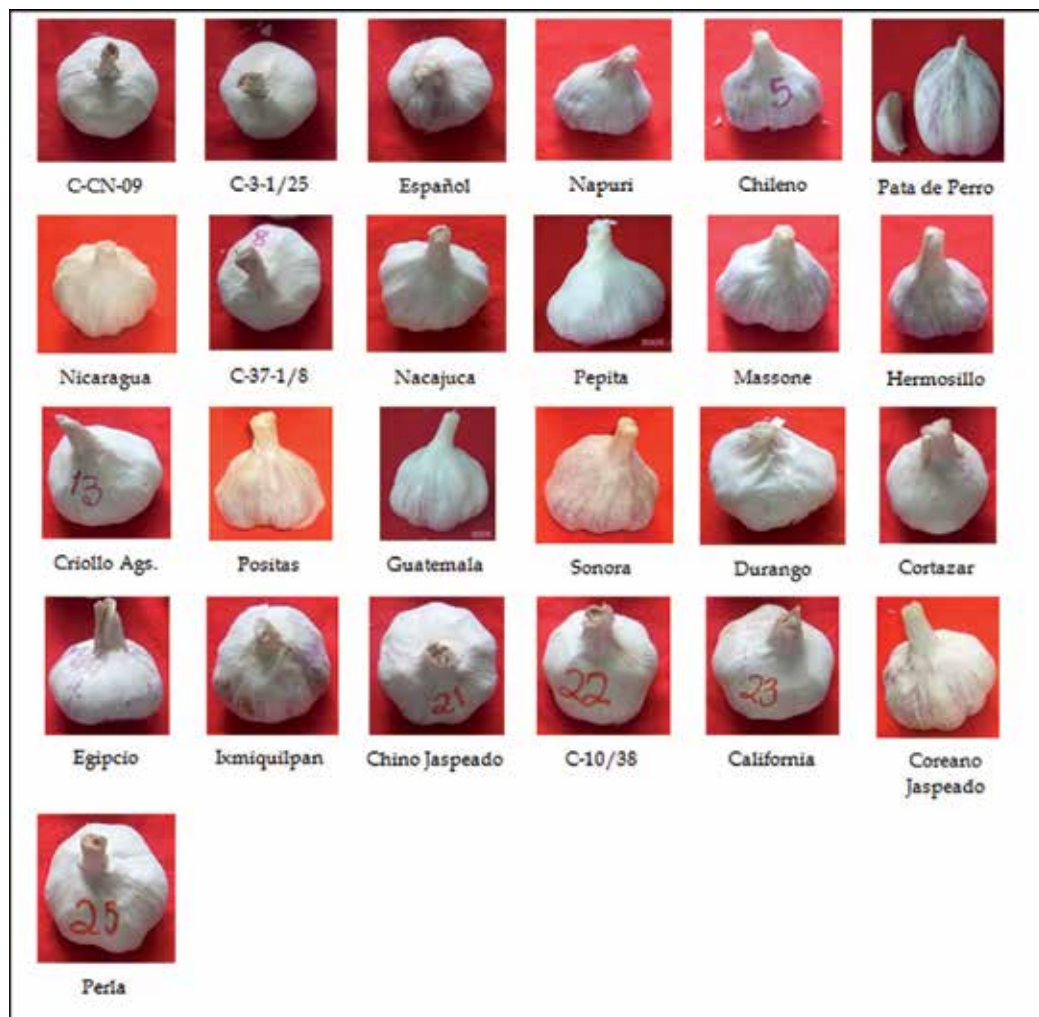 5
C-CN-09 C-3-1/25 Español Napuri Chileno Pata de Perro
8
Nicaragua C-37-1/8 Nacajuca Pepita Massone Hermosillo
13
Criollo Ags. Positas Guatemala Sonora Durango Cortazar
21 22 23
Egipcio Ixmiquilpan Chino Jaspeado C-10/38 California Coreano
Jaspeado
25
Perla